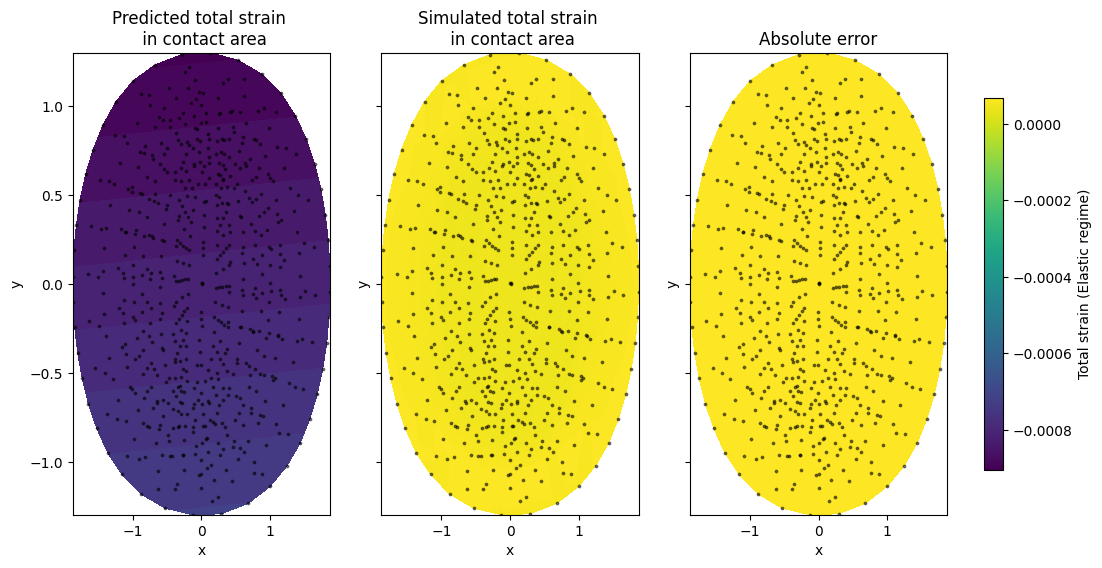 Predicted total strain
in contact area
Simulated total strain
in contact area
Absolute error
1.0
0.5
0.0
−0.5
−1.0
y
y
y
−1
0
1
−1
0
1
−1
0
1
x
x
x
0.0000
−0.0002
−0.0004
−0.0006
−0.0008
Total strain (Elastic regime)